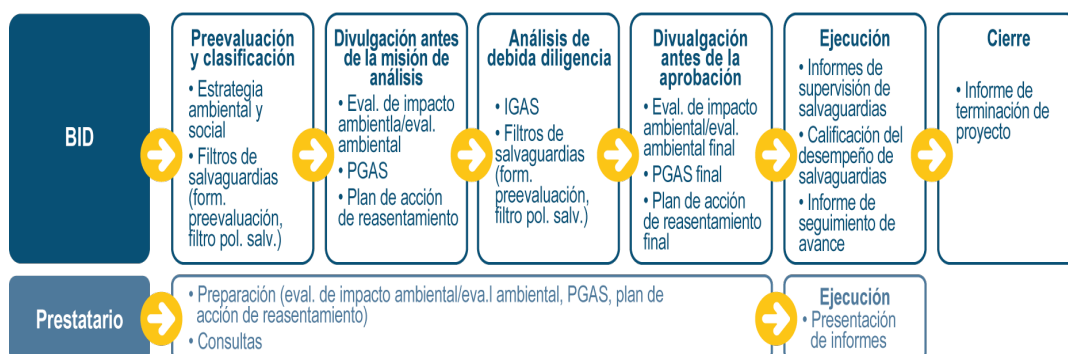 BID
Preevaluación
y clasificación
• Estrategia
ambiental y
social
• Filtros de
salvaguardias
(form.
preevaluación,
filtro pol. salv.)
Divulgación antes
de la misión de
análisis
• Eval. de impacto
ambientla/eval.
ambiental
• PGAS
• Plan de acción
de reasentamiento
Análisis de
debida diligencia
• IGAS
• Filtros de
salvaguardias
(form.
preevaluación,
filtro pol. salv.)
Divualgación
antes de la
aprobación
• Eval. de impacto
ambiental/eval.
ambiental final
• PGAS final
• Plan de acción
de reasentamiento
final
Ejecución
• Informes de
supervisión de
salvaguardias
• Calificación del
desempeño de
salvaguardias
• Informe de
seguimiento de
avance
Cierre
• Informe de
terminación de
proyecto
Prestatario
• Preparación (eval. de impacto ambiental/eva.l ambiental, PGAS, plan de
acción de reasentamiento)
• Consultas
Ejecución
• Presentación
de informes